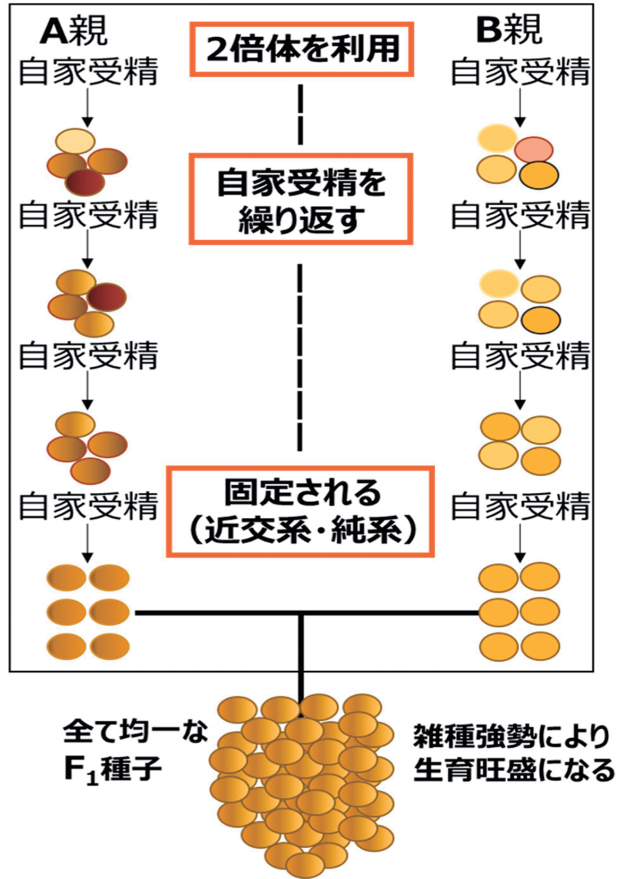 A親
自家受精
2倍体を利用
B親
自家受精
自家受精を
繰り返す
自家受精
自家受精
自家受精
自家受精
固定される
(近交系・純系)
自家受精
自家受精
全て均一な
F₁種子
雑種強勢により
生育旺盛になる